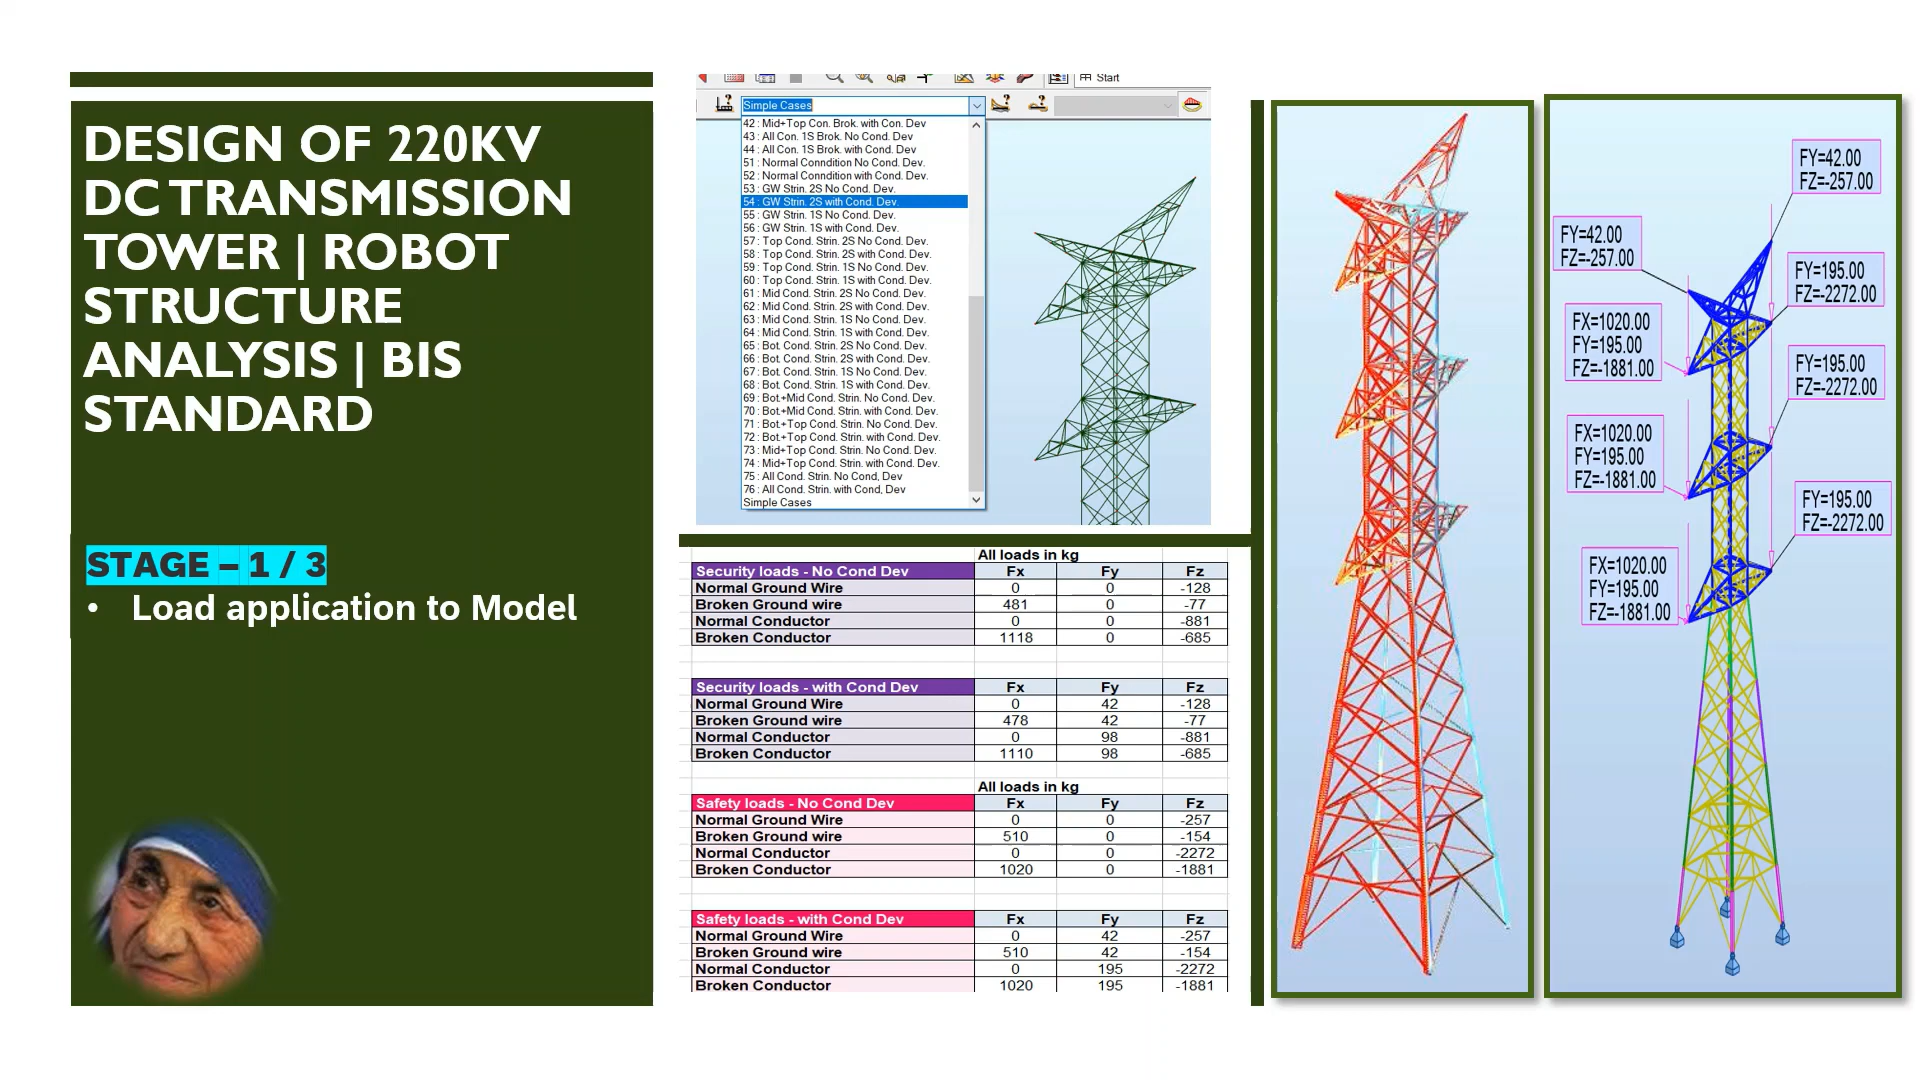 DESIGN OF 220KV
DC TRANSMISSION
TOWER | ROBOT
STRUCTURE
ANALYSIS | BIS
STANDARD
STAGE – 1 / 3
• Load application to Model
Start
Simple Cases
42 : Mid+Top Con. Brok. with Con. Dev
43 : All Con. 1S Brok. No Cond. Dev
44 : All Con. 1S Brok. with Cond. Dev
51 : Normal Conndition No Cond. Dev.
52 : Normal Conndition with Cond. Dev.
53 : GW Strin. 2S No Cond. Dev.
54 : GW Strin. 2S with Cond. Dev.
55 : GW Strin. 1S No Cond. Dev.
56 : GW Strin. 1S with Cond. Dev.
57 : Top Cond. Strin. 2S No Cond. Dev.
58 : Top Cond. Strin. 2S with Cond. Dev.
59 : Top Cond. Strin. 1S No Cond. Dev.
60 : Top Cond. Strin. 1S with Cond. Dev.
61 : Mid Cond. Strin. 2S No Cond. Dev.
62 : Mid Cond. Strin. 2S with Cond. Dev.
63 : Mid Cond. Strin. 1S No Cond. Dev.
64 : Mid Cond. Strin. 1S with Cond. Dev.
65 : Bot. Cond. Strin. 2S No Cond. Dev.
66 : Bot. Cond. Strin. 2S with Cond. Dev.
67 : Bot. Cond. Strin. 1S No Cond. Dev.
68 : Bot. Cond. Strin. 1S with Cond. Dev.
69 : Bot.+Mid Cond. Strin. No Cond. Dev.
70 : Bot.+Mid Cond. Strin. with Cond. Dev.
71 : Bot.+Top Cond. Strin. No Cond. Dev.
72 : Bot.+Top Cond. Strin. with Cond. Dev.
73 : Mid+Top Cond. Strin. No Cond. Dev.
74 : Mid+Top Cond. Strin. with Cond. Dev.
75 : All Cond. Strin. No Cond, Dev
76 : All Cond. Strin. with Cond, Dev
Simple Cases
All loads in kg
Security loads - No Cond Dev Fx Fy Fz
Normal Ground Wire 0 0 -128
Broken Ground wire 481 0 -77
Normal Conductor 0 0 -881
Broken Conductor 1118 0 -685
Security loads - with Cond Dev Fx Fy Fz
Normal Ground Wire 0 42 -128
Broken Ground wire 478 42 -77
Normal Conductor 0 98 -881
Broken Conductor 1110 98 -685
All loads in kg
Safety loads - No Cond Dev Fx Fy Fz
Normal Ground Wire 0 0 -257
Broken Ground wire 510 0 -154
Normal Conductor 0 0 -2272
Broken Conductor 1020 0 -1881
Safety loads - with Cond Dev Fx Fy Fz
Normal Ground Wire 0 42 -257
Broken Ground wire 510 42 -154
Normal Conductor 0 195 -2272
Broken Conductor 1020 195 -1881
FY=42.00
FZ=-257.00
FY=42.00
FZ=-257.00
FY=195.00
FZ=-2272.00
FX=1020.00
FY=195.00
FZ=-1881.00
FY=195.00
FZ=-2272.00
FX=1020.00
FY=195.00
FZ=-1881.00
FY=195.00
FZ=-2272.00
FX=1020.00
FY=195.00
FZ=-1881.00